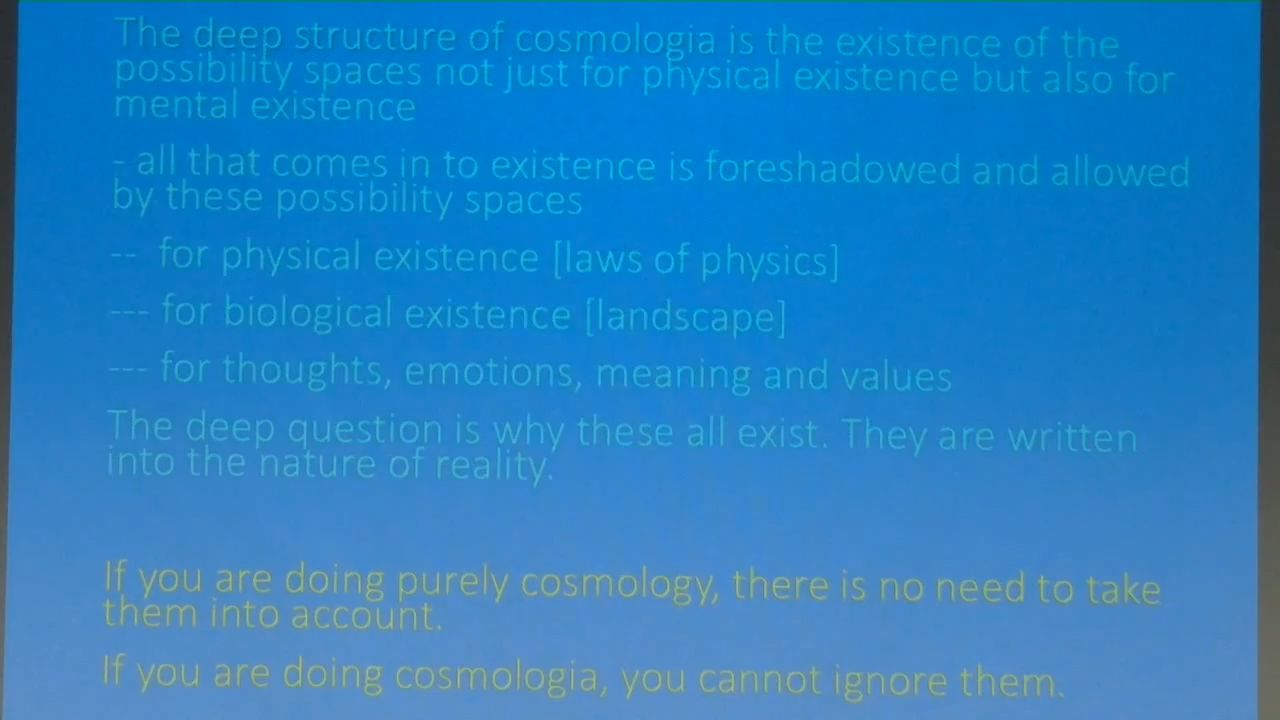 The deep structure of cosmologia is the existence of the
possibility spaces not just for physical existence but also for
mental existence
- all that comes in to existence is foreshadowed and allowed
by these possibility spaces
-- for physical existence [laws of physics]
--- for biological existence [landscape]
--- for thoughts, emotions, meaning and values
The deep question is why these all exist. They are written
into the nature of reality.
If you are doing purely cosmology, there is no need to take
them into account.
If you are doing cosmologia, you cannot ignore them.